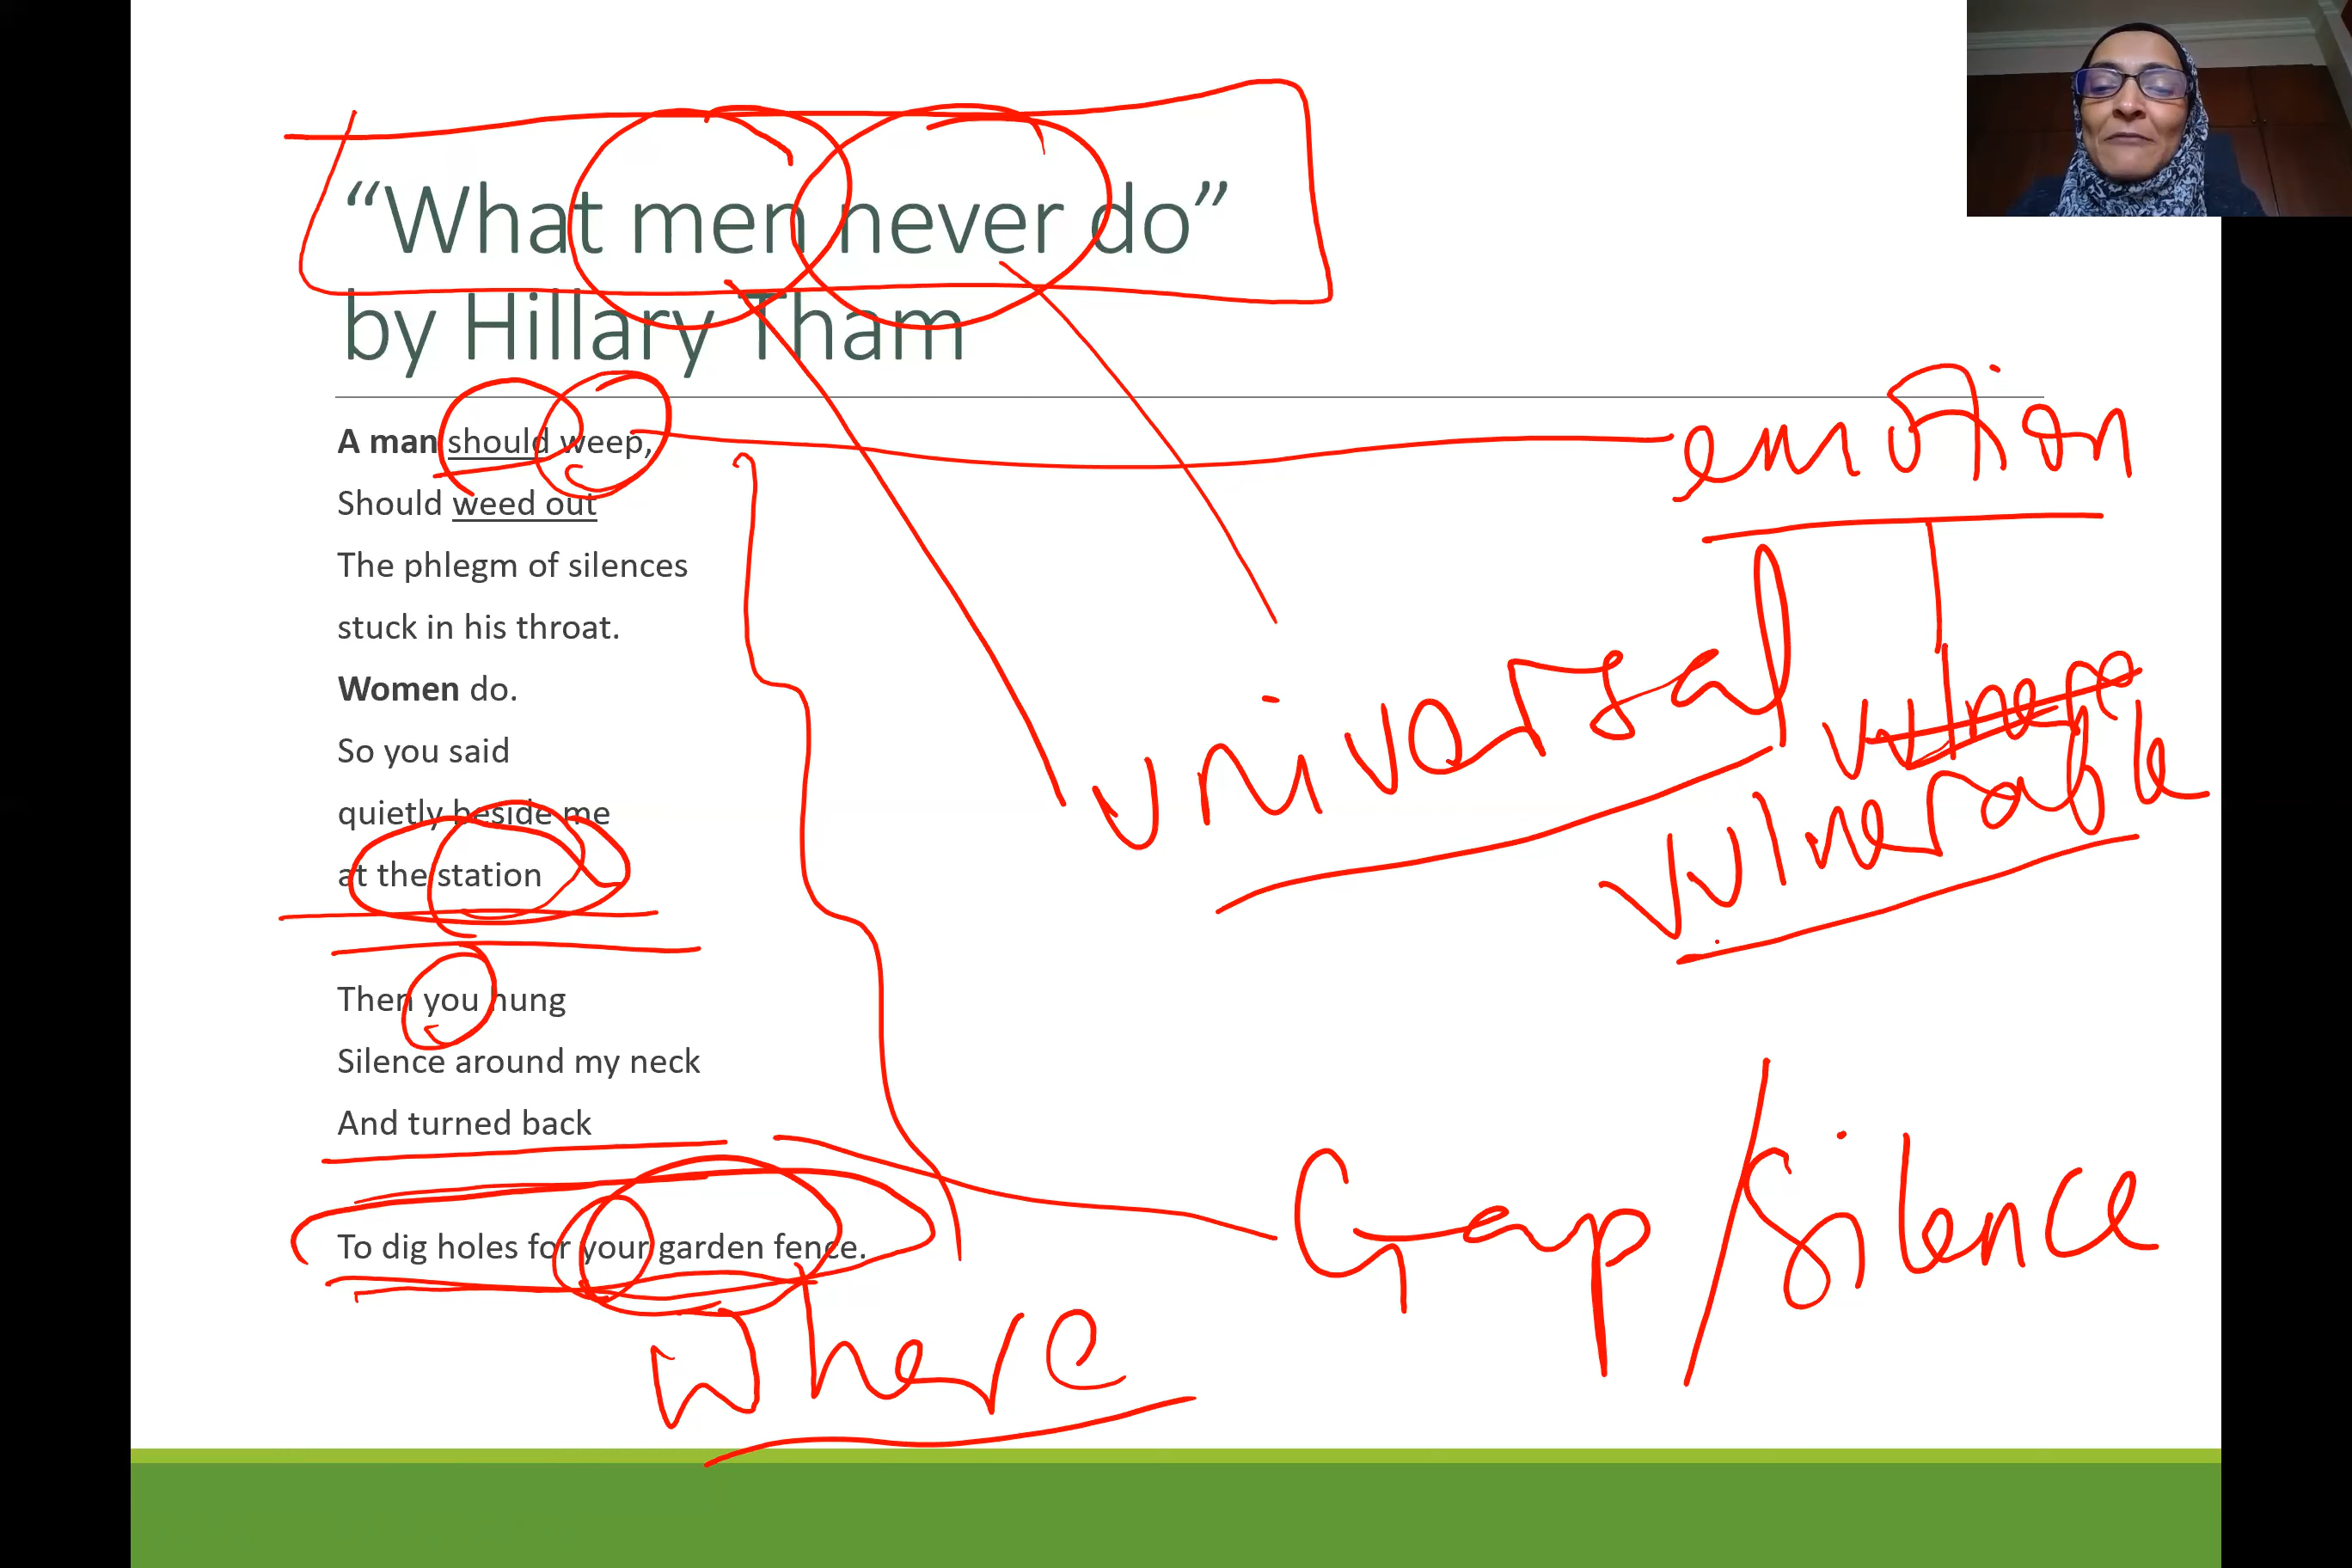 “What men never do”
by Hillary Tham
A man should weep,
Should weed out
The phlegm of silences
stuck in his throat.
Women do.
So you said
quietly beside me
at the station
Then you hung
Silence around my neck
And turned back
To dig holes for your garden fence.
emotion
universal
vulnerable
Gap/Silence
where